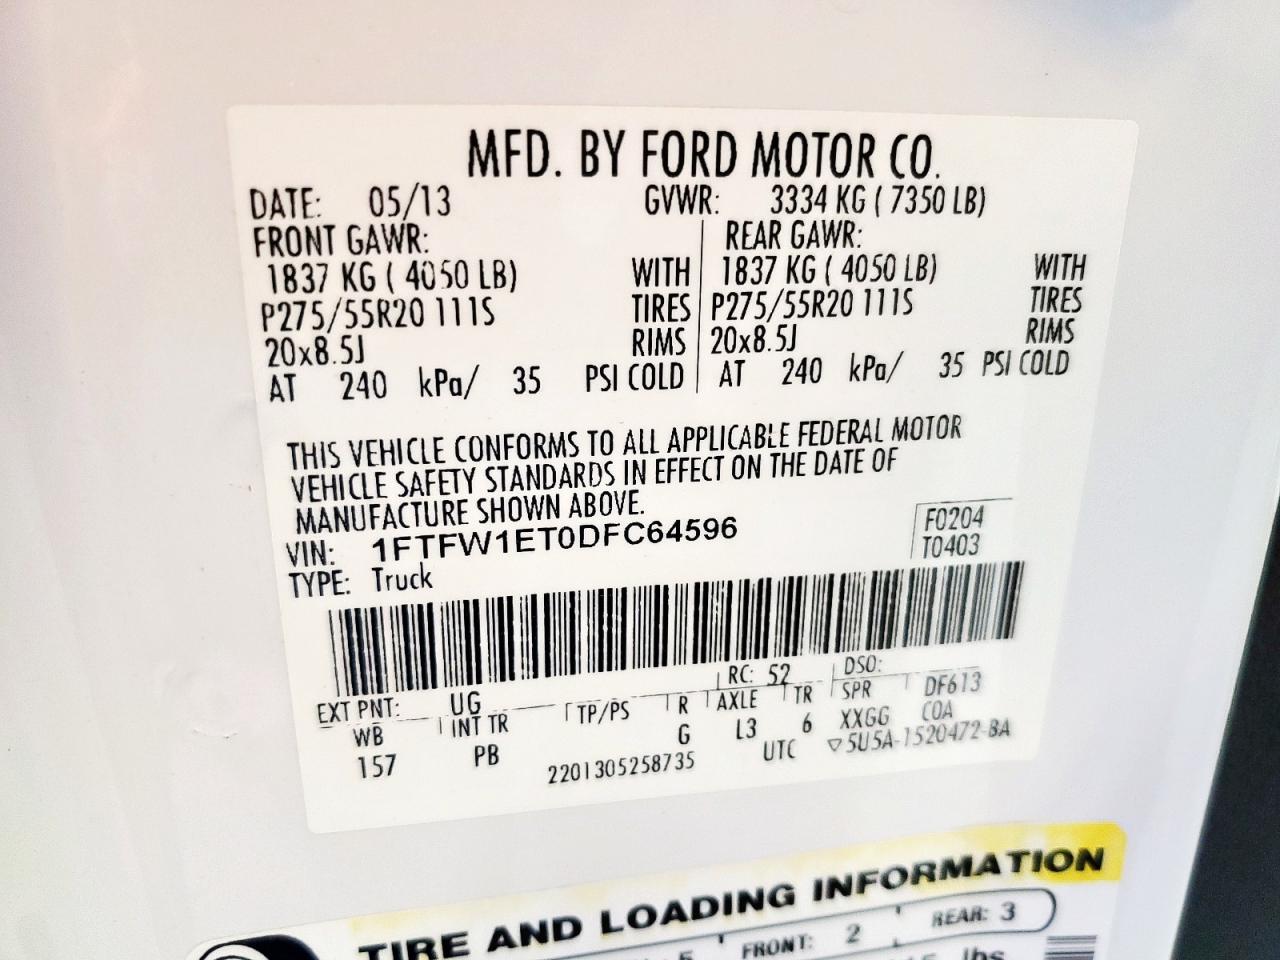 MFD. BY FORD MOTOR CO.
DATE: 05/13 GVWR: 3334 KG ( 7350 LB)
FRONT GAWR: REAR GAWR:
1837 KG ( 4050 LB) WITH 1837 KG ( 4050 LB) WITH
P275/55R20 111S TIRES P275/55R20 111S TIRES
20x8.5J RIMS 20x8.5J RIMS
AT 240 kPa/ 35 PSI COLD AT 240 kPa/ 35 PSI COLD
THIS VEHICLE CONFORMS TO ALL APPLICABLE FEDERAL MOTOR
VEHICLE SAFETY STANDARDS IN EFFECT ON THE DATE OF
MANUFACTURE SHOWN ABOVE.
VIN: 1FTFW1ET0DFC64596 F0204
TYPE: Truck T0403
EXT PNT: UG RC: 52 DSO:
WB INT TR TP/PS R AXLE TR SPR DF613
157 PB G L3 6 XXGG COA
2201305258735 UTC ▽5U5A-1520472-BA
TIRE AND LOADING INFORMATION
FRONT: 2 REAR: 3
lbs